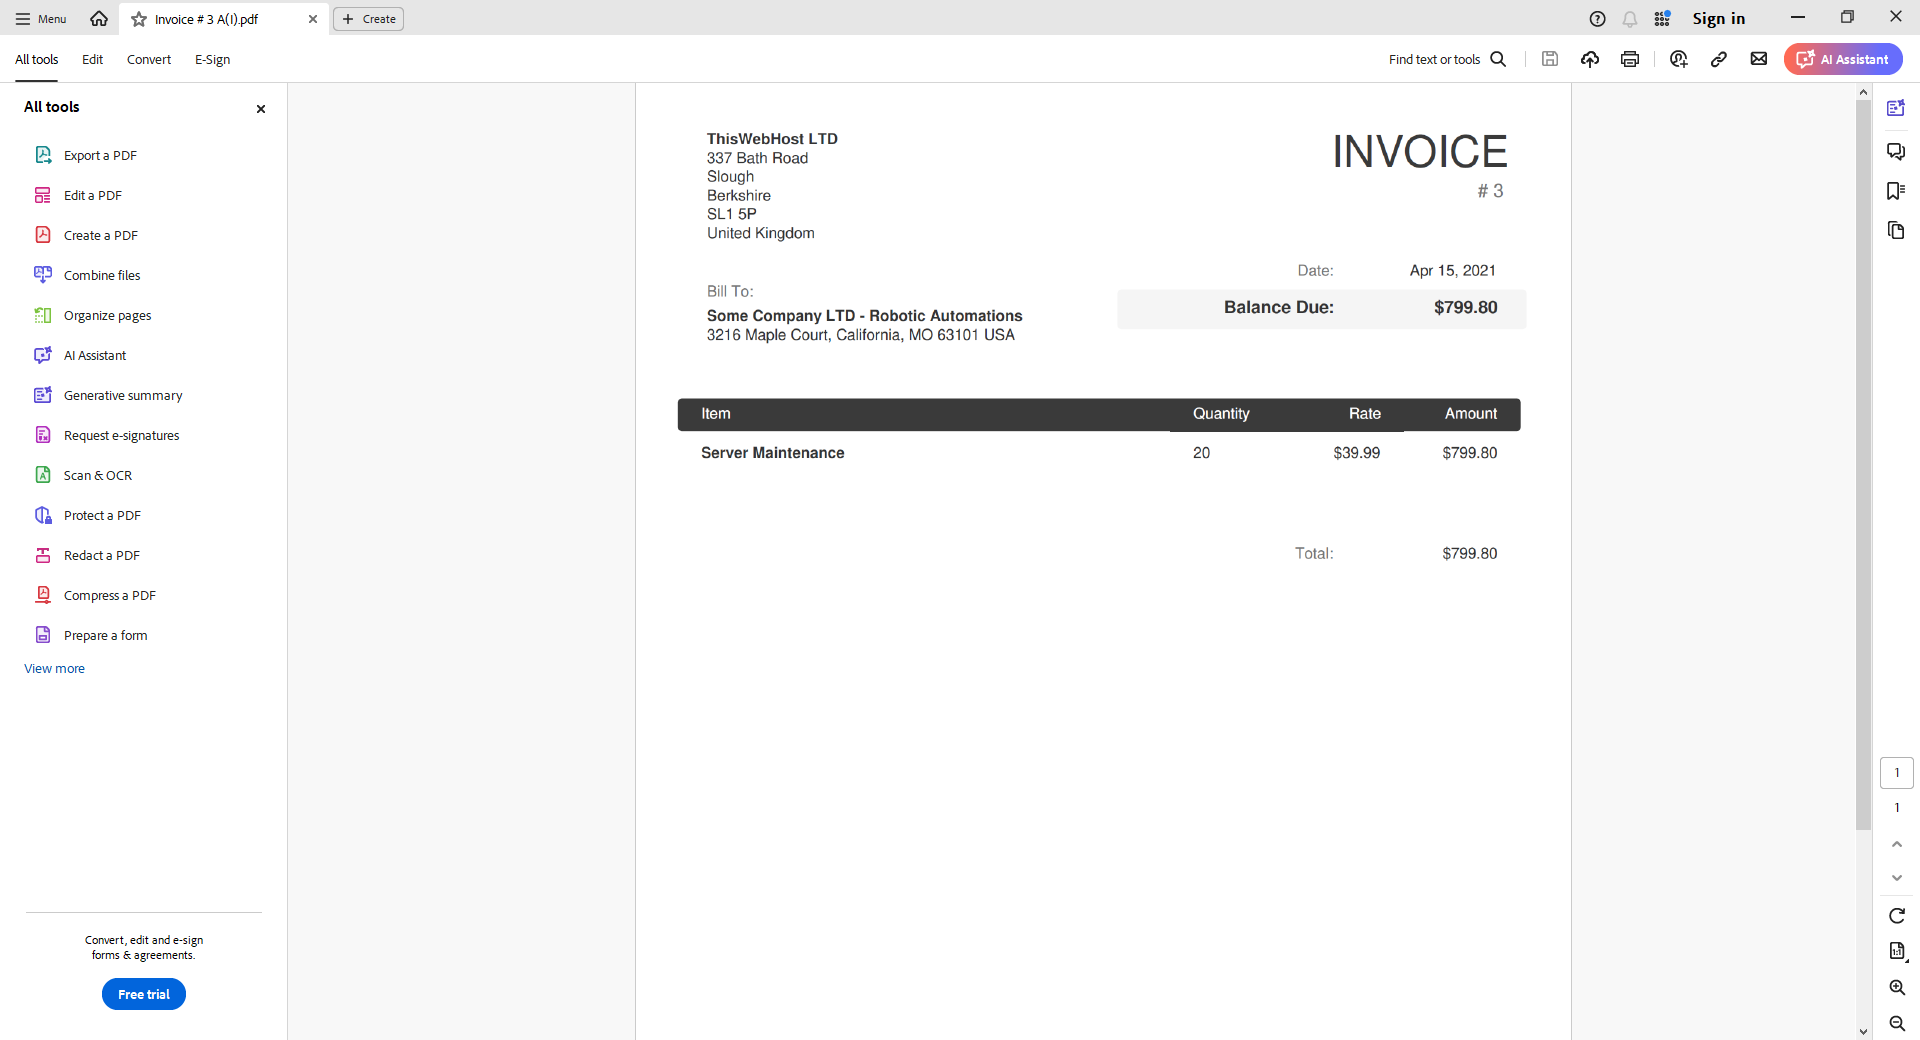 Menu
Invoice # 3 A(I).pdf
Create
Sign in
All tools
Edit
Convert
E-Sign
Find text or tools
AI Assistant
All tools
Export a PDF
Edit a PDF
Create a PDF
Combine files
Organize pages
AI Assistant
Generative summary
Request e-signatures
Scan & OCR
Protect a PDF
Redact a PDF
Compress a PDF
Prepare a form
View more
Convert, edit and e-sign
forms & agreements.
Free trial
ThisWebHost LTD
337 Bath Road
Slough
Berkshire
SL1 5P
United Kingdom
INVOICE
# 3
Date: Apr 15, 2021
Balance Due: $799.80
Bill To:
Some Company LTD - Robotic Automations
3216 Maple Court, California, MO 63101 USA
Item Quantity Rate Amount
Server Maintenance 20 $39.99 $799.80
Total: $799.80
1
1
1:1